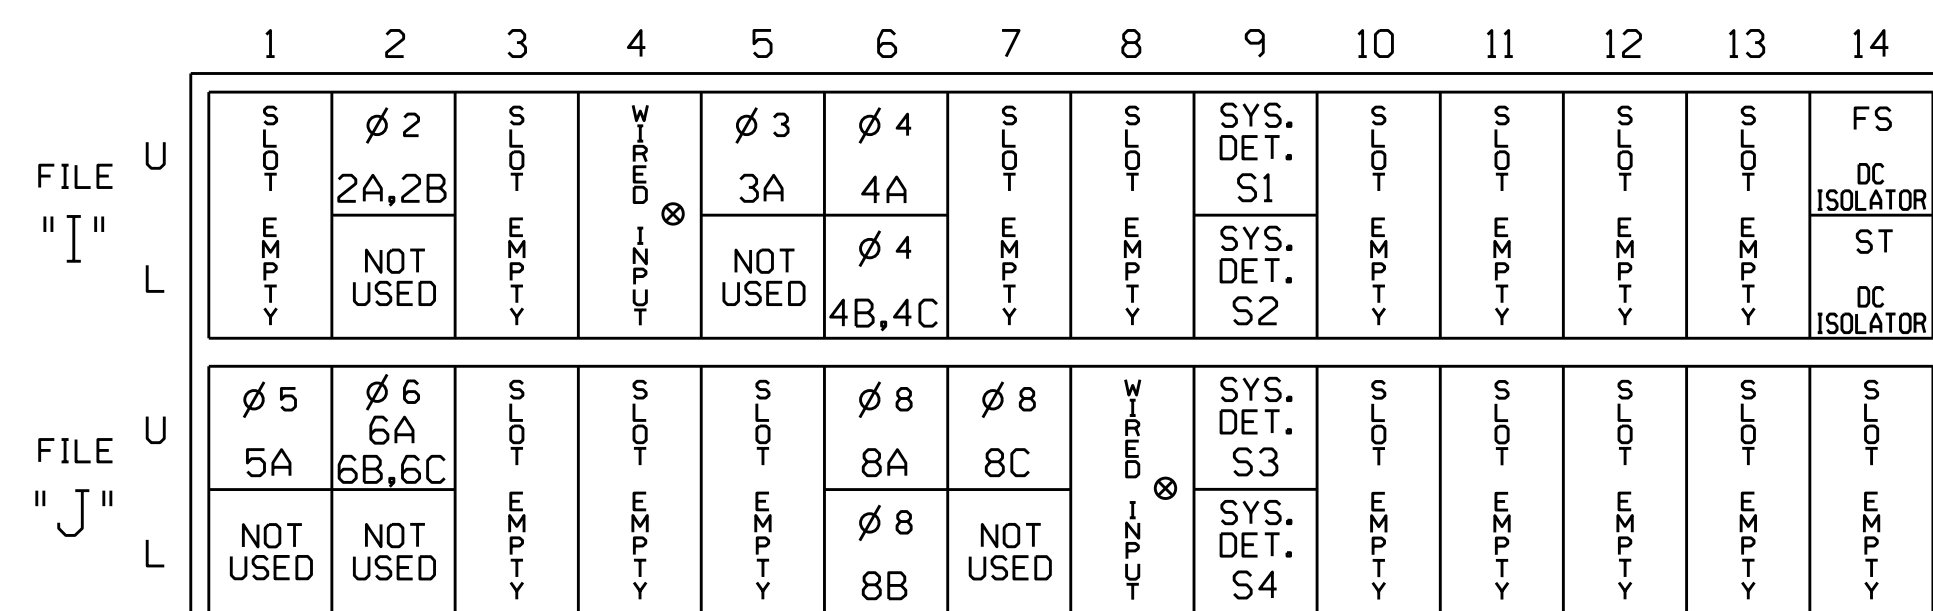 1 2 3 4 5 6 7 8 9 10 11 12 13 14
FILE "I"
U
L
SLOT EMPTY
Ø 2
2A,2B
NOT
USED
SLOT EMPTY
WIRED INPUT ⊗
Ø 3
3A
NOT
USED
Ø 4
4A
Ø 4
4B,4C
SLOT EMPTY
SLOT EMPTY
SYS.
DET.
S1
SYS.
DET.
S2
SLOT EMPTY
SLOT EMPTY
SLOT EMPTY
SLOT EMPTY
FS
DC
ISOLATOR
ST
DC
ISOLATOR
FILE "J"
U
L
Ø 5
5A
NOT
USED
Ø 6
6A
6B,6C
NOT
USED
SLOT EMPTY
SLOT EMPTY
SLOT EMPTY
Ø 8
8A
Ø 8
8B
Ø 8
8C
NOT
USED
WIRED INPUT ⊗
SYS.
DET.
S3
SYS.
DET.
S4
SLOT EMPTY
SLOT EMPTY
SLOT EMPTY
SLOT EMPTY
SLOT EMPTY